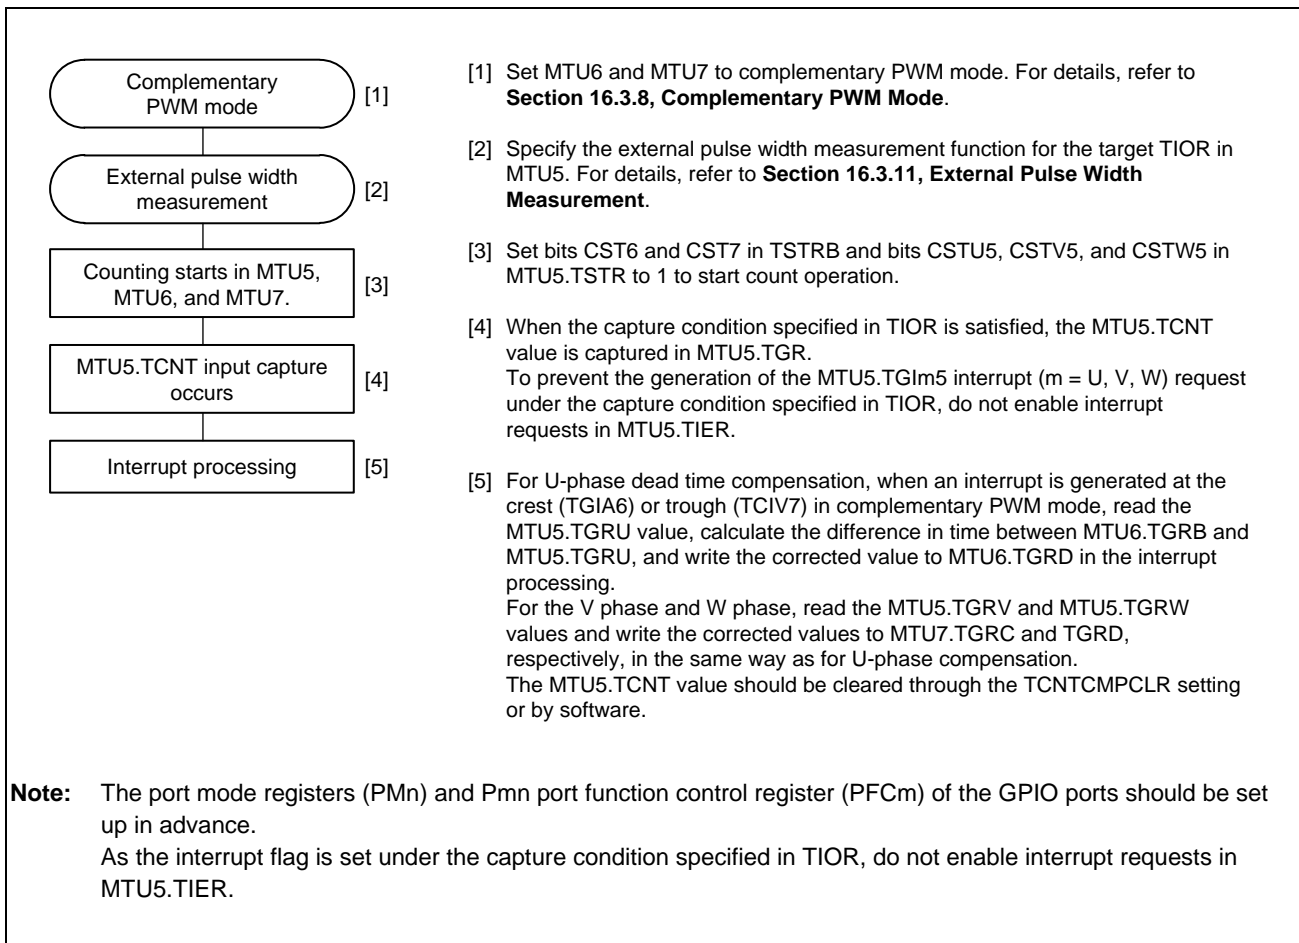 Complementary
PWM mode
[1]
External pulse width
measurement
[2]
Counting starts in MTU5,
MTU6, and MTU7.
[3]
MTU5.TCNT input capture
occurs
[4]
Interrupt processing
[5]
[1] Set MTU6 and MTU7 to complementary PWM mode. For details, refer to
Section 16.3.8, Complementary PWM Mode.
[2] Specify the external pulse width measurement function for the target TIOR in
MTU5. For details, refer to Section 16.3.11, External Pulse Width
Measurement.
[3] Set bits CST6 and CST7 in TSTRB and bits CSTU5, CSTV5, and CSTW5 in
MTU5.TSTR to 1 to start count operation.
[4] When the capture condition specified in TIOR is satisfied, the MTU5.TCNT
value is captured in MTU5.TGR.
To prevent the generation of the MTU5.TGIm5 interrupt (m = U, V, W) request
under the capture condition specified in TIOR, do not enable interrupt
requests in MTU5.TIER.
[5] For U-phase dead time compensation, when an interrupt is generated at the
crest (TGIA6) or trough (TCIV7) in complementary PWM mode, read the
MTU5.TGRU value, calculate the difference in time between MTU6.TGRB and
MTU5.TGRU, and write the corrected value to MTU6.TGRD in the interrupt
processing.
For the V phase and W phase, read the MTU5.TGRV and MTU5.TGRW
values and write the corrected values to MTU7.TGRC and TGRD,
respectively, in the same way as for U-phase compensation.
The MTU5.TCNT value should be cleared through the TCNTCMPCLR setting
or by software.
Note: The port mode registers (PMn) and Pmn port function control register (PFCm) of the GPIO ports should be set
up in advance.
As the interrupt flag is set under the capture condition specified in TIOR, do not enable interrupt requests in
MTU5.TIER.